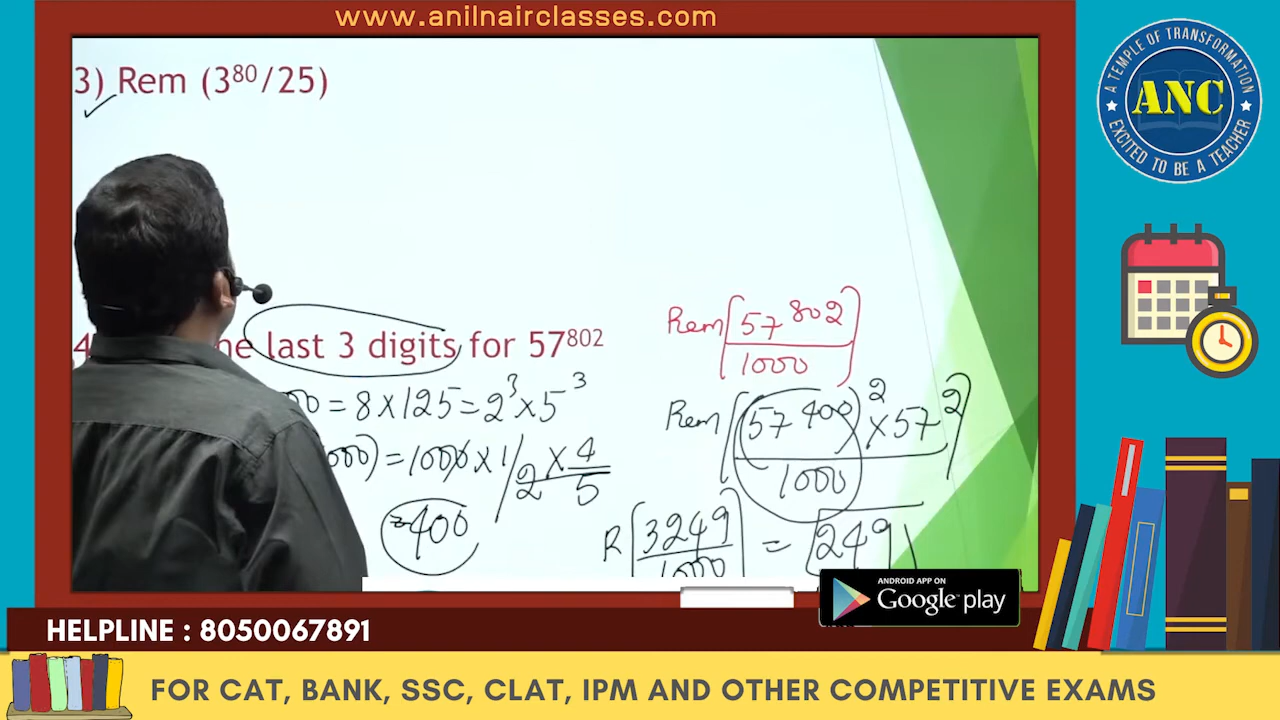 www.anilnairclasses.com
3) Rem (3⁸⁰/25)
he last 3 digits for 57⁸⁰²
00 = 8 x 125 = 2³ x 5³
000) = 1000 x 1/2 x 4/5
= 400
Rem [57⁸⁰²/1000]
Rem [(57⁴⁰⁰)² x 57²/1000]
R [3249/1000] = 249
A TEMPLE OF TRANSFORMATION
ANC
EXCITED TO BE A TEACHER
ANDROID APP ON
Google play
HELPLINE : 8050067891
FOR CAT, BANK, SSC, CLAT, IPM AND OTHER COMPETITIVE EXAMS